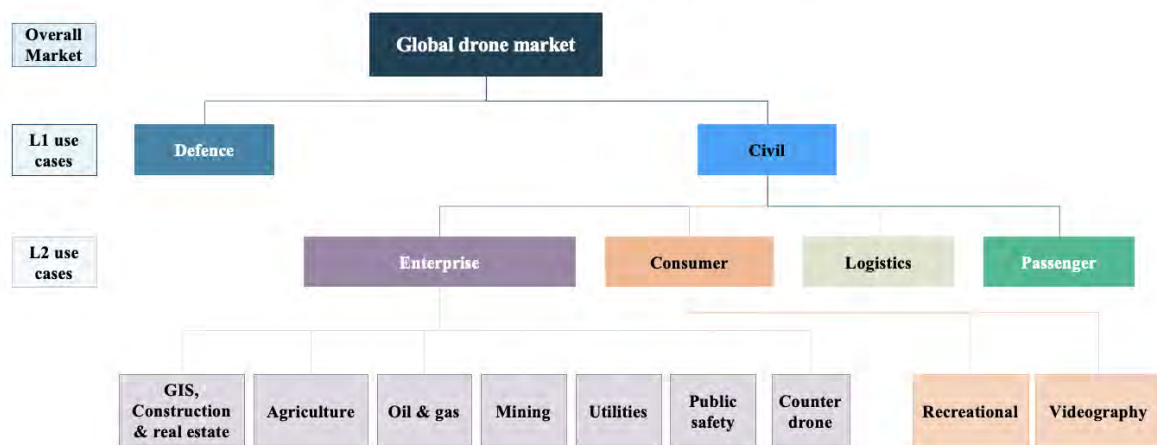 Overall
Market
Global drone market
L1 use
cases
Defence
Civil
L2 use
cases
Enterprise
Consumer
Logistics
Passenger
GIS,
Construction
& real estate
Agriculture
Oil & gas
Mining
Utilities
Public
safety
Counter
drone
Recreational
Videography